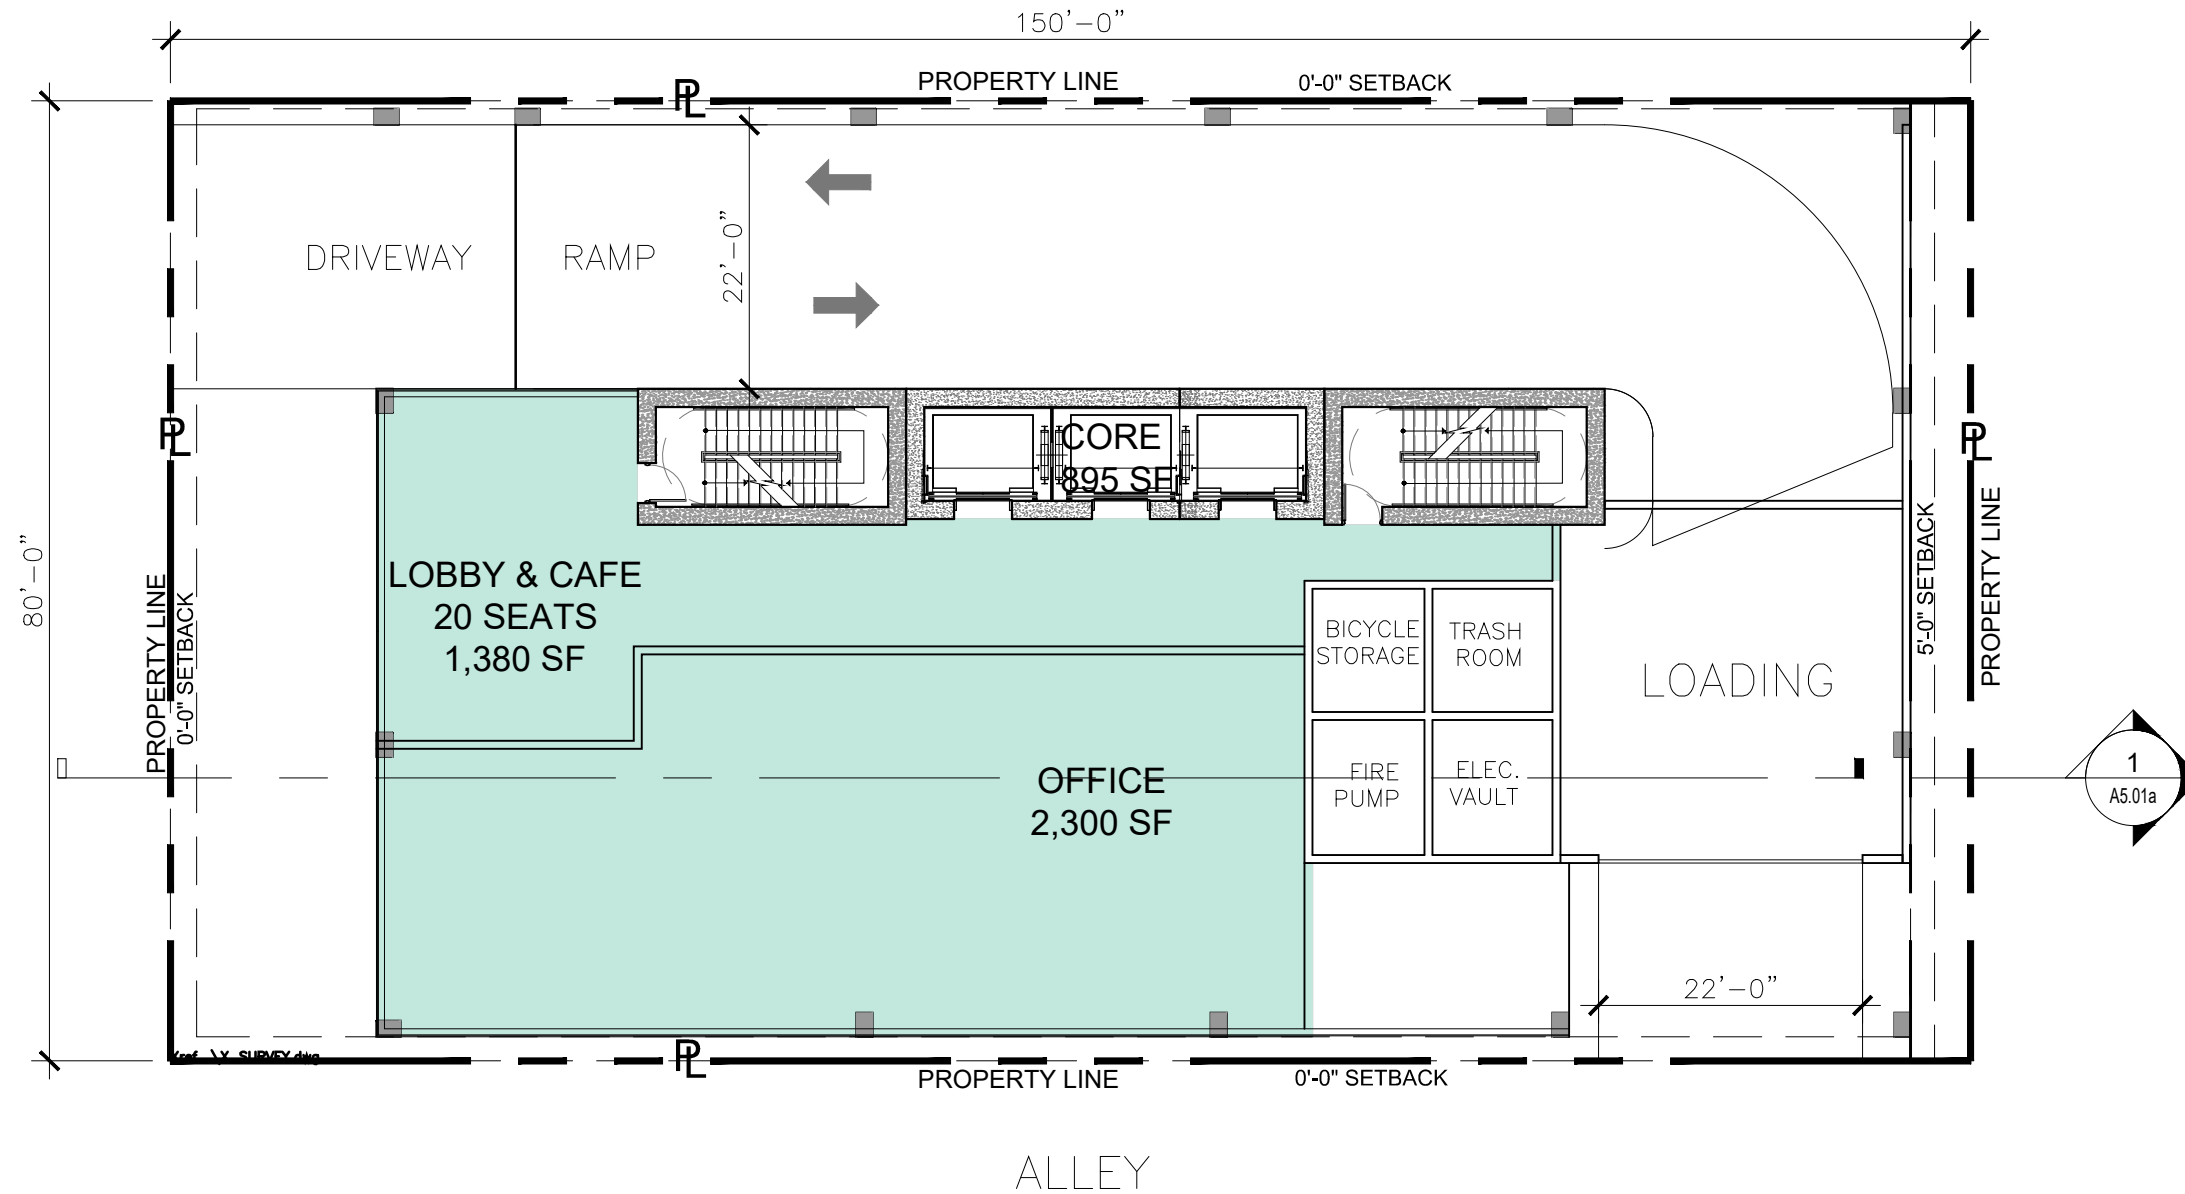 150'-0"
PROPERTY LINE
0'-0" SETBACK
PL
DRIVEWAY
RAMP
22'-0"
80'-0"
PL
PL
CORE
895 SF
LOBBY & CAFE
20 SEATS
1,380 SF
PROPERTY LINE
0'-0" SETBACK
5'-0" SETBACK
PROPERTY LINE
BICYCLE
STORAGE
TRASH
ROOM
LOADING
OFFICE
2,300 SF
FIRE
PUMP
ELEC.
VAULT
1
A5.01a
22'-0"
X_SURVEY.dwg
PL
PROPERTY LINE
0'-0" SETBACK
ALLEY